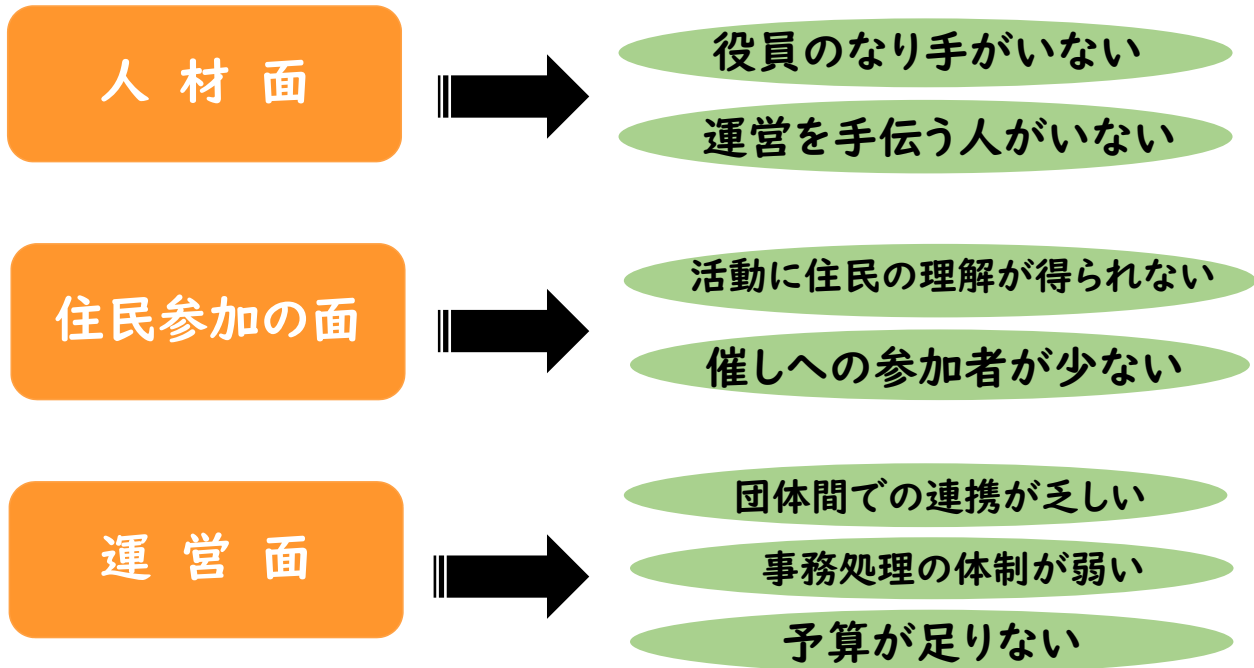 人材面
役員のなり手がいない
運営を手伝う人がいない
住民参加の面
活動に住民の理解が得られない
催しへの参加者が少ない
運営面
団体間での連携が乏しい
事務処理の体制が弱い
予算が足りない